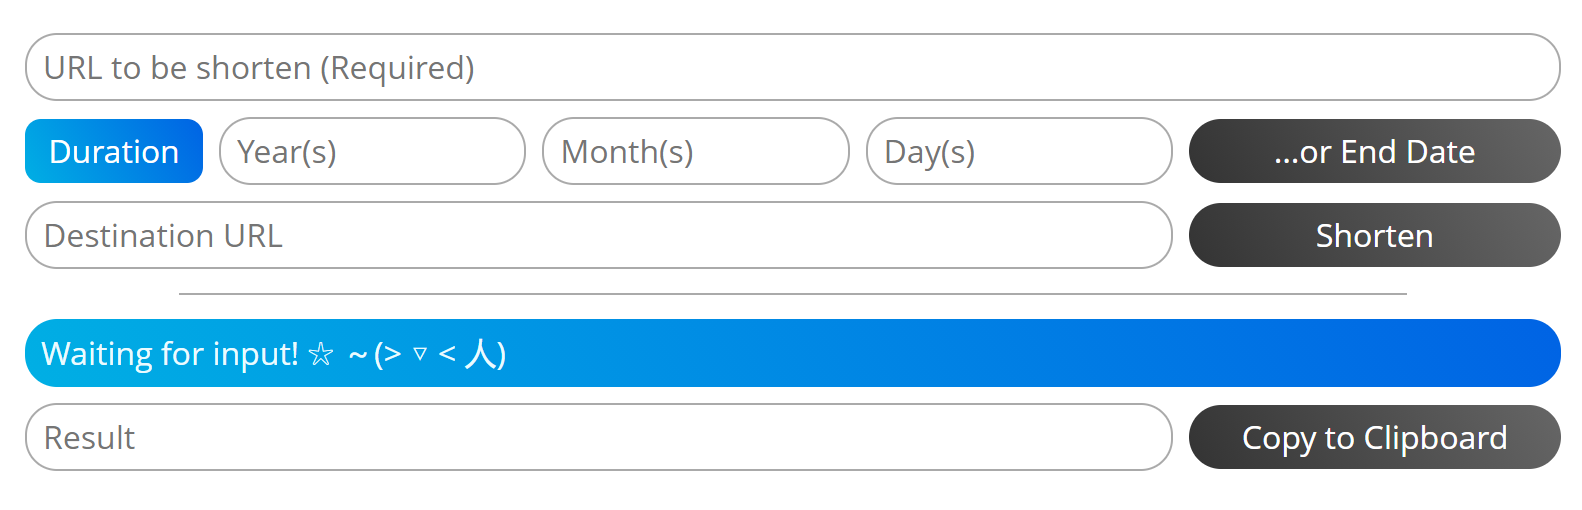 URL to be shorten (Required)
Duration Year(s) Month(s) Day(s) ...or End Date
Destination URL Shorten
Waiting for input! ☆ ～(> ▽ < 人)
Result Copy to Clipboard